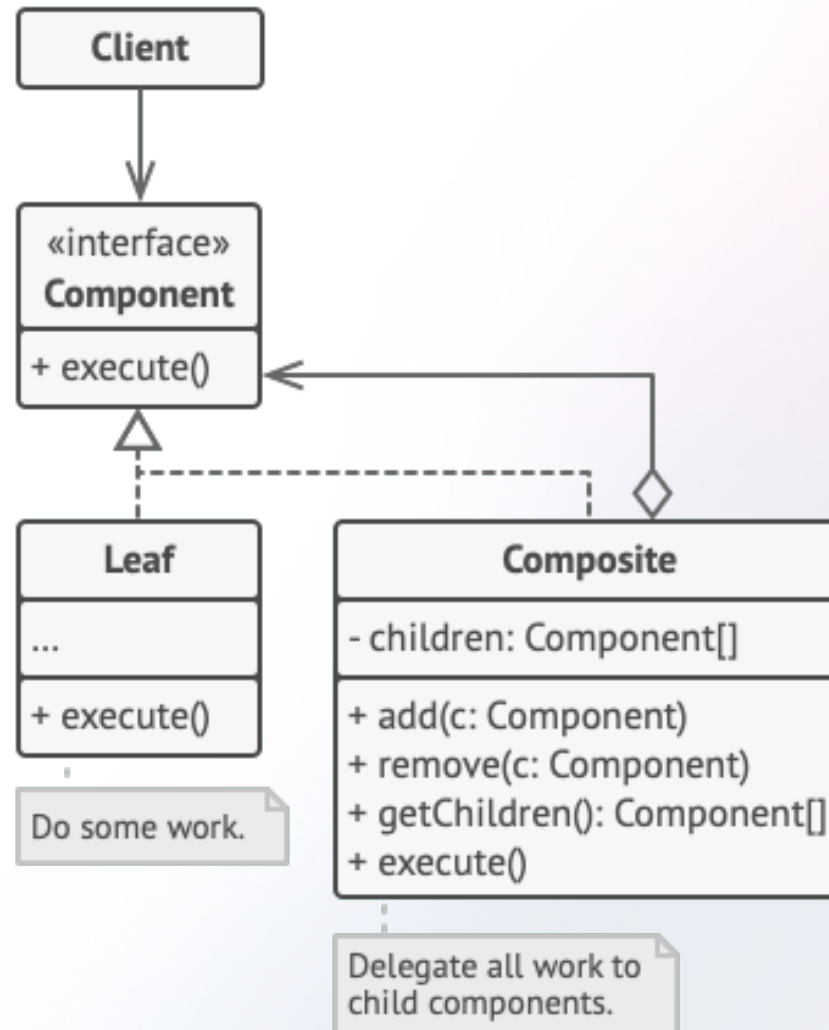 Client
«interface»
Component
+ execute()
Leaf
...
+ execute()
Do some work.
Composite
- children: Component[]
+ add(c: Component)
+ remove(c: Component)
+ getChildren(): Component[]
+ execute()
Delegate all work to
child components.